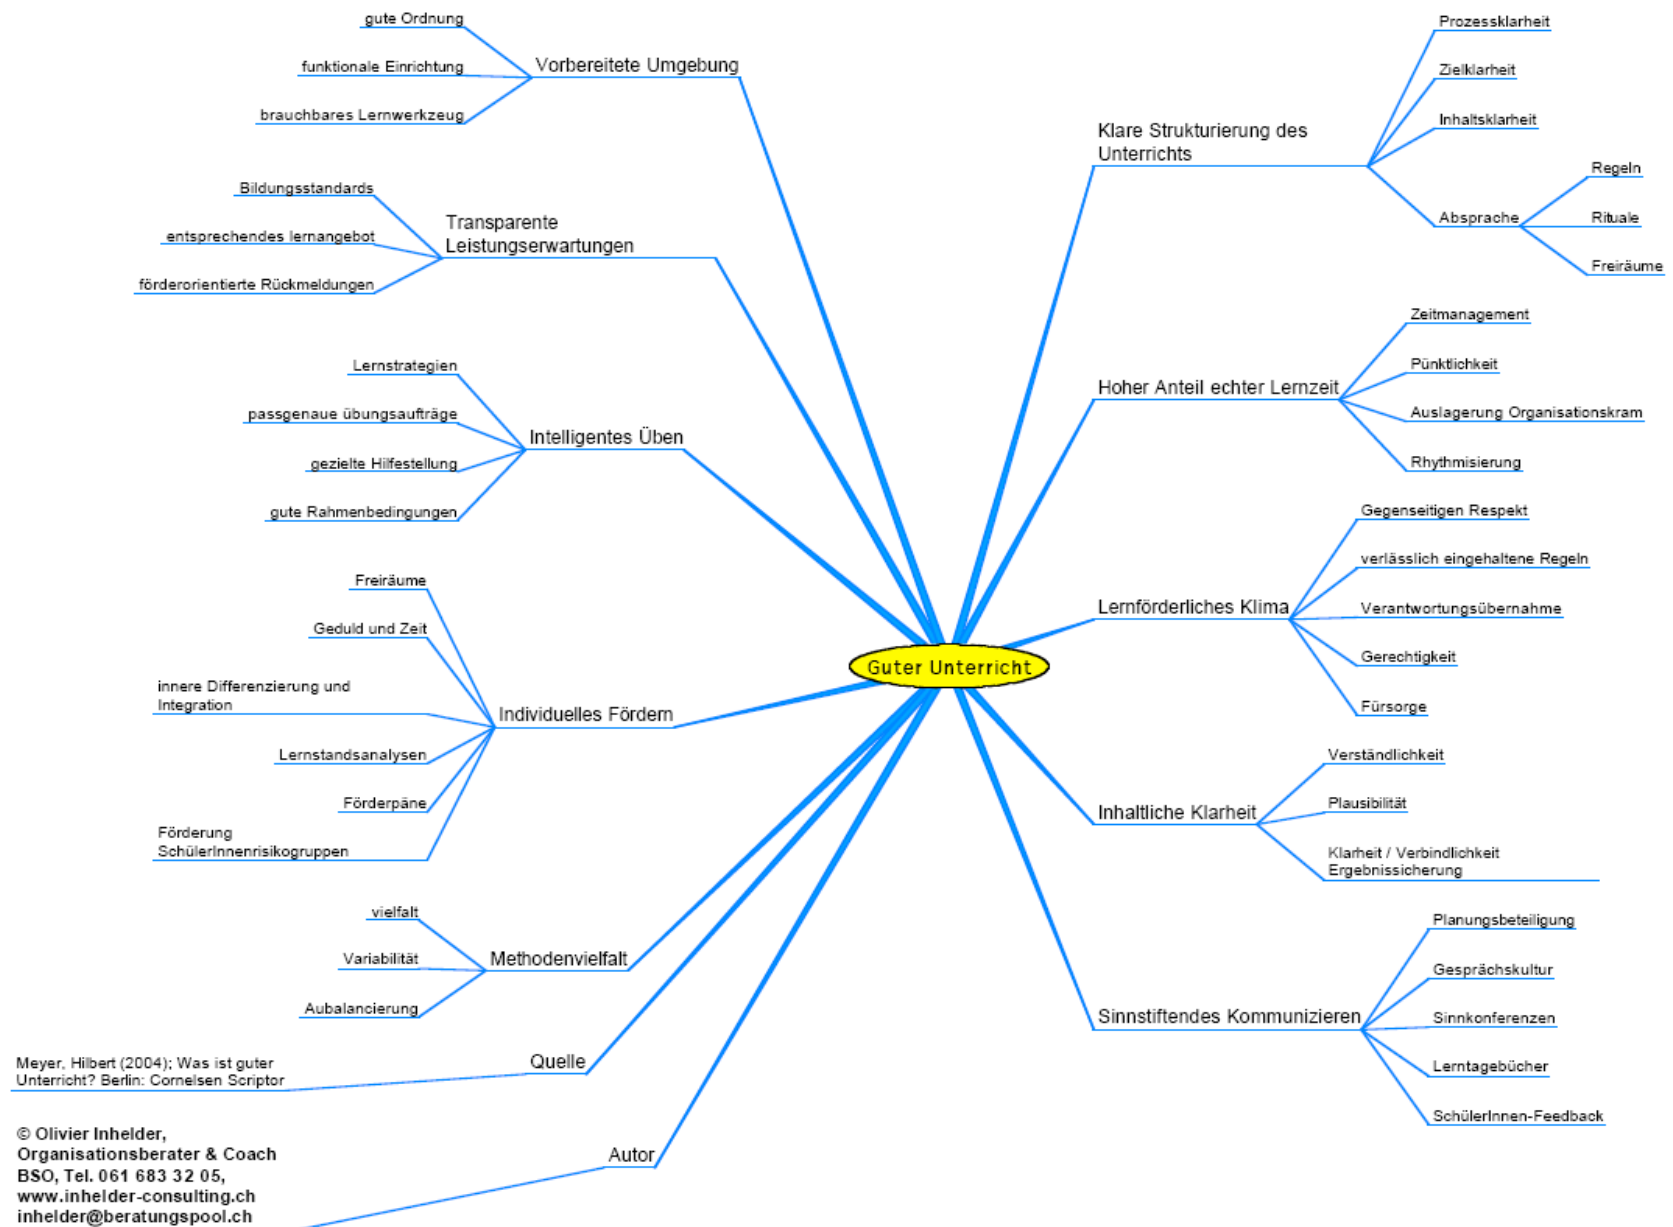 Guter Unterricht
Klare Strukturierung des
Unterrichts
Prozessklarheit
Zielklarheit
Inhaltsklarheit
Absprache
Regeln
Rituale
Freiräume
Hoher Anteil echter Lernzeit
Zeitmanagement
Pünktlichkeit
Auslagerung Organisationskram
Rhythmisierung
Lernförderliches Klima
Gegenseitigen Respekt
verlässlich eingehaltene Regeln
Verantwortungsübernahme
Gerechtigkeit
Fürsorge
Inhaltliche Klarheit
Verständlichkeit
Plausibilität
Klarheit / Verbindlichkeit
Ergebnissicherung
Sinnstiftendes Kommunizieren
Planungsbeteiligung
Gesprächskultur
Sinnkonferenzen
Lerntagebücher
SchülerInnen-Feedback
Vorbereitete Umgebung
gute Ordnung
funktionale Einrichtung
brauchbares Lernwerkzeug
Transparente
Leistungserwartungen
Bildungsstandards
entsprechendes lernangebot
förderorientierte Rückmeldungen
Intelligentes Üben
Lernstrategien
passgenaue übungsaufträge
gezielte Hilfestellung
gute Rahmenbedingungen
Individuelles Fördern
Freiräume
Geduld und Zeit
innere Differenzierung und
Integration
Lernstandsanalysen
Förderpäne
Förderung
SchülerInnenrisikogruppen
Methodenvielfalt
vielfalt
Variabilität
Aubalancierung
Quelle
Meyer, Hilbert (2004); Was ist guter
Unterricht? Berlin: Cornelsen Scriptor
Autor
© Olivier Inhelder,
Organisationsberater & Coach
BSO, Tel. 061 683 32 05,
www.inhelder-consulting.ch
inhelder@beratungspool.ch